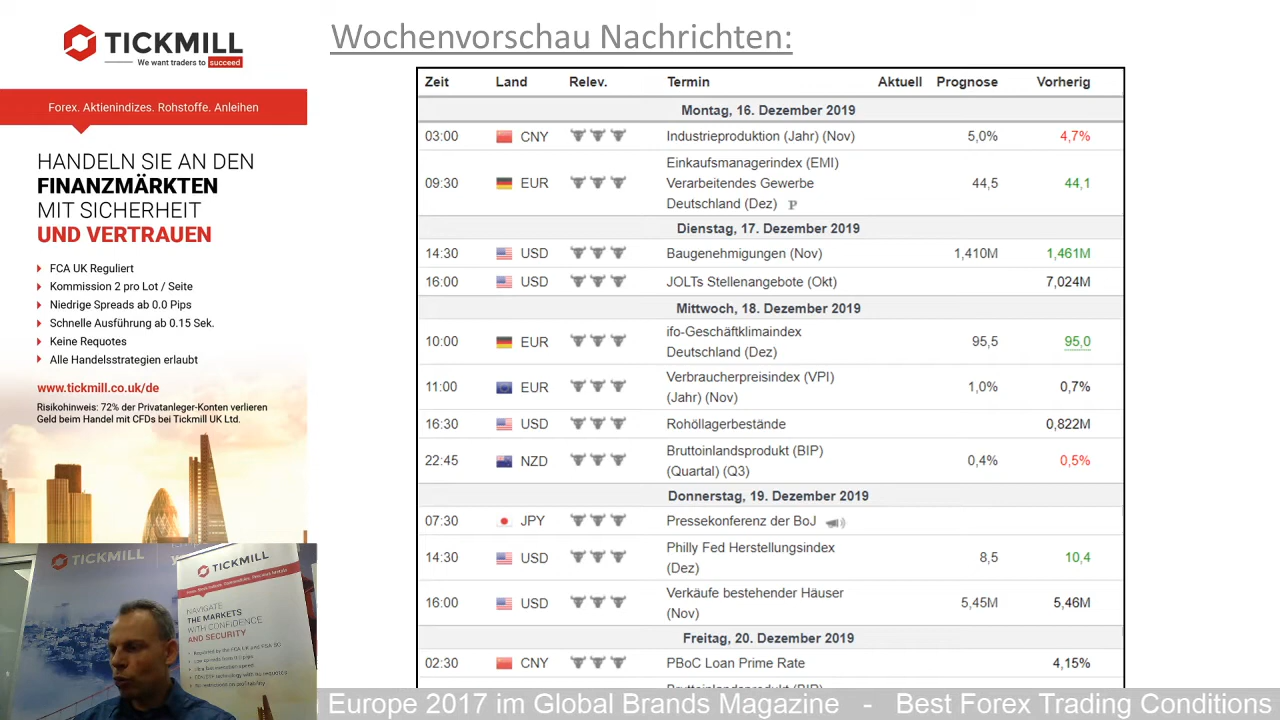 TICKMILL
We want traders to succeed
Forex. Aktienindizes. Rohstoffe. Anleihen
HANDELN SIE AN DEN
FINANZMÄRKTEN
MIT SICHERHEIT
UND VERTRAUEN
FCA UK Reguliert
Kommission 2 pro Lot / Seite
Niedrige Spreads ab 0.0 Pips
Schnelle Ausführung ab 0.15 Sek.
Keine Requotes
Alle Handelsstrategien erlaubt
www.tickmill.co.uk/de
Risikohinweis: 72% der Privatanleger-Konten verlieren
Geld beim Handel mit CFDs bei Tickmill UK Ltd.
TICKMILL
TICKMILL
NAVIGATE
THE MARKETS
WITH CONFIDENCE
AND SECURITY
Wochenvorschau Nachrichten:
Zeit Land Relev. Termin Aktuell Prognose Vorherig
Montag, 16. Dezember 2019
03:00 CNY Industrieproduktion (Jahr) (Nov) 5,0% 4,7%
Einkaufsmanagerindex (EMI)
09:30 EUR Verarbeitendes Gewerbe 44,5 44,1
Deutschland (Dez) P
Dienstag, 17. Dezember 2019
14:30 USD Baugenehmigungen (Nov) 1,410M 1,461M
16:00 USD JOLTs Stellenangebote (Okt) 7,024M
Mittwoch, 18. Dezember 2019
10:00 EUR ifo-Geschäftklimaindex 95,5 95,0
Deutschland (Dez)
11:00 EUR Verbraucherpreisindex (VPI) 1,0% 0,7%
(Jahr) (Nov)
16:30 USD Rohöllagerbestände 0,822M
22:45 NZD Bruttoinlandsprodukt (BIP) 0,4% 0,5%
(Quartal) (Q3)
Donnerstag, 19. Dezember 2019
07:30 JPY Pressekonferenz der BoJ
14:30 USD Philly Fed Herstellungsindex 8,5 10,4
(Dez)
16:00 USD Verkäufe bestehender Häuser 5,45M 5,46M
(Nov)
Freitag, 20. Dezember 2019
02:30 CNY PBoC Loan Prime Rate 4,15%
Europe 2017 im Global Brands Magazine - Best Forex Trading Conditions